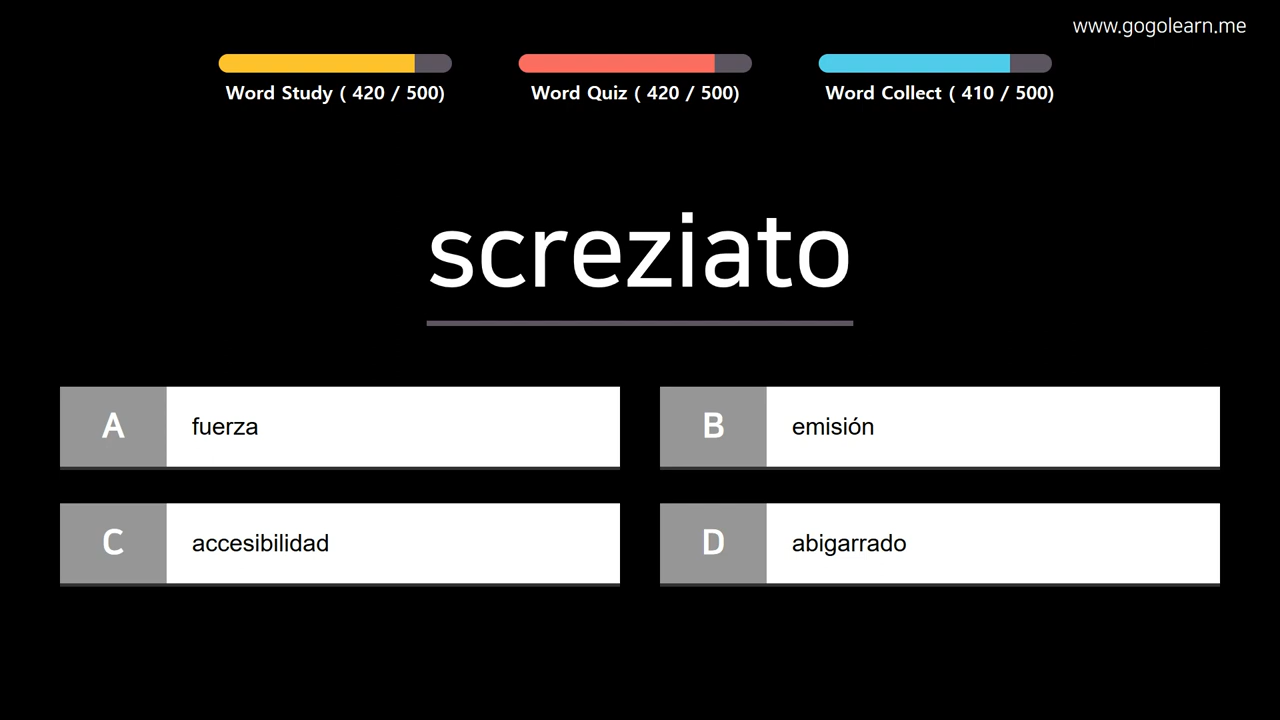 www.gogolearn.me
Word Study ( 420 / 500)
Word Quiz ( 420 / 500)
Word Collect ( 410 / 500)
screziato
A
fuerza
B
emisión
C
accesibilidad
D
abigarrado